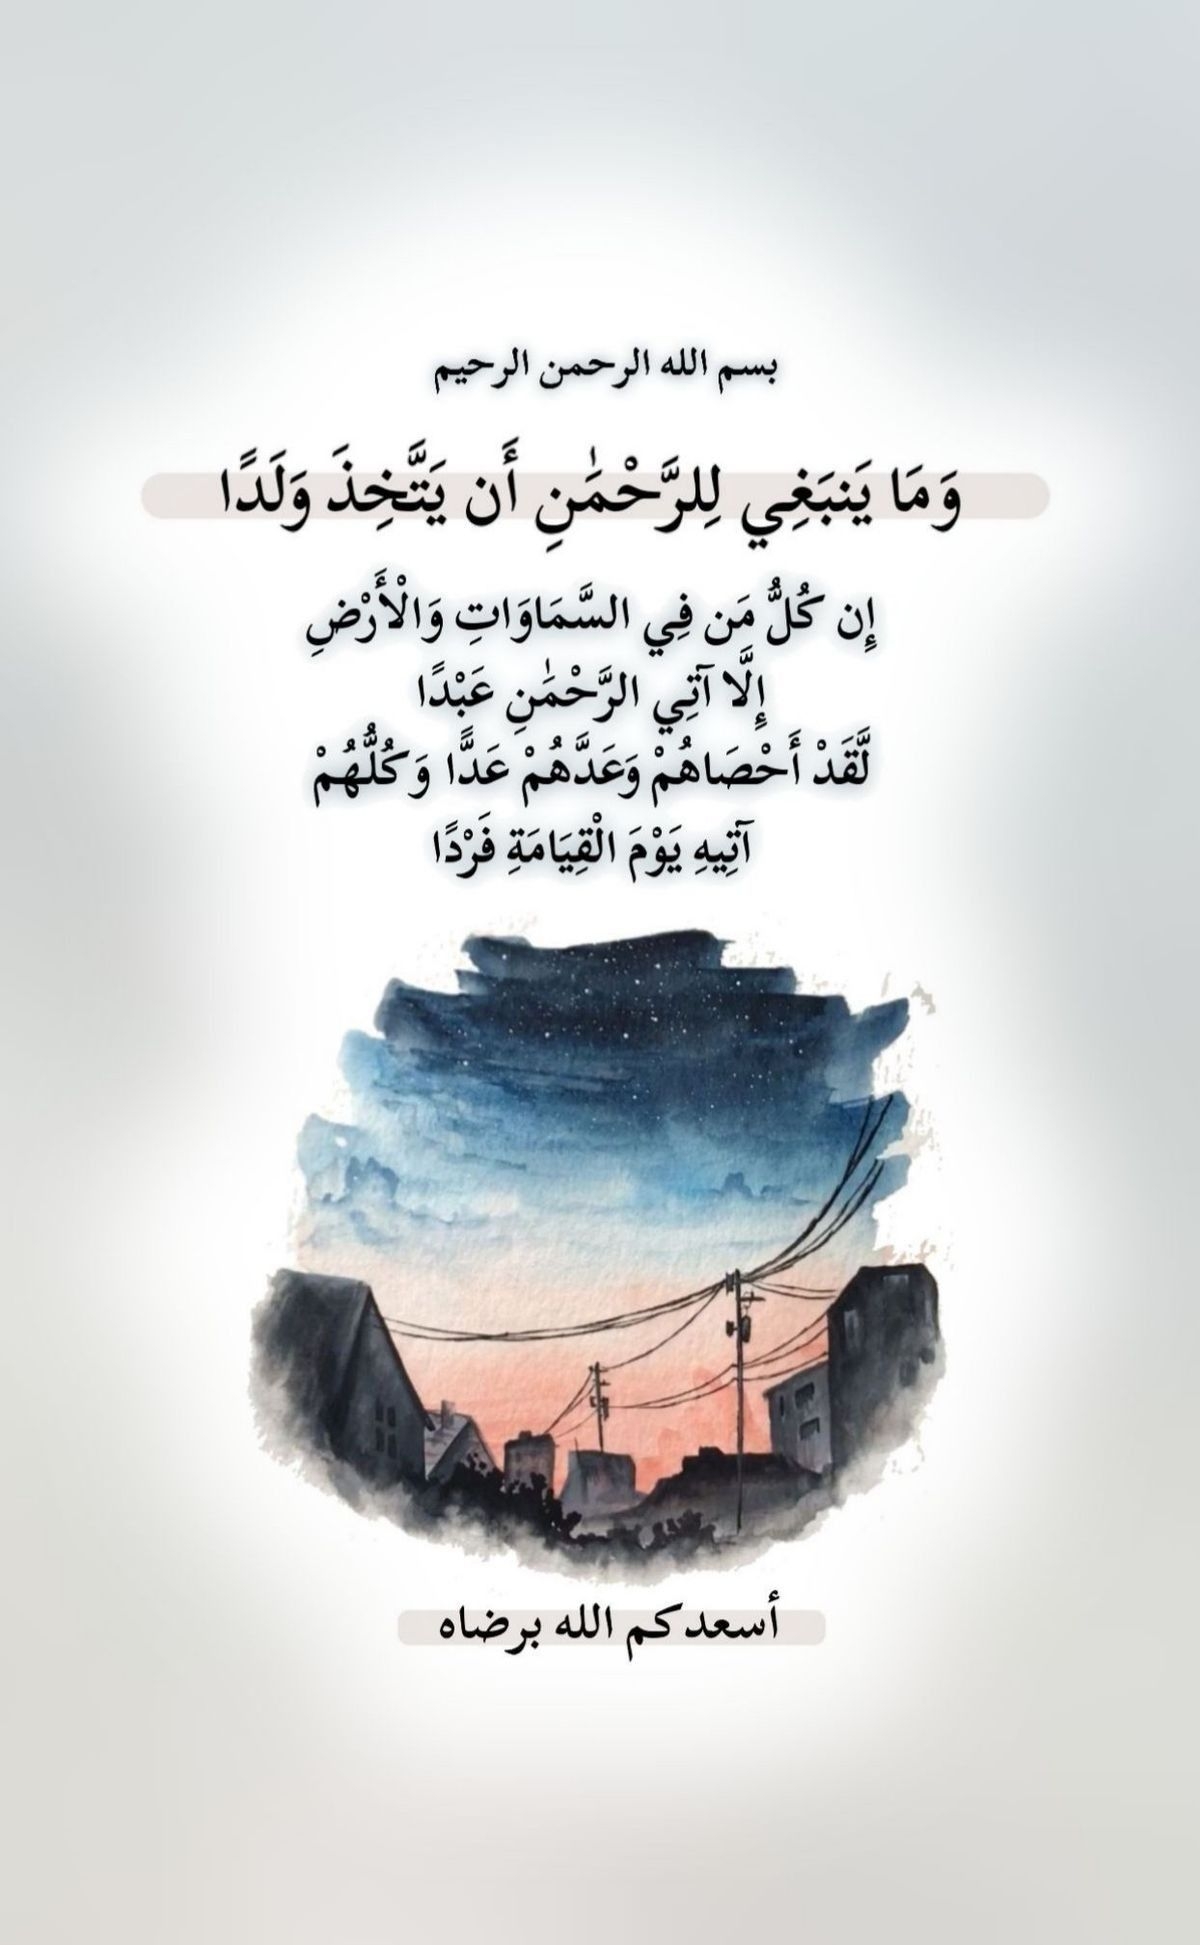 بسم الله الرحمن الرحيم
وَمَا يَنبَغِي لِلرَّحْمَٰنِ أَن يَتَّخِذَ وَلَدًا
إِن كُلُّ مَن فِي السَّمَاوَاتِ وَالْأَرْضِ
إِلَّا آتِي الرَّحْمَٰنِ عَبْدًا
لَّقَدْ أَحْصَاهُمْ وَعَدَّهُمْ عَدًّا وَكُلُّهُمْ
آتِيهِ يَوْمَ الْقِيَامَةِ فَرْدًا
أسعدكم الله برضاه